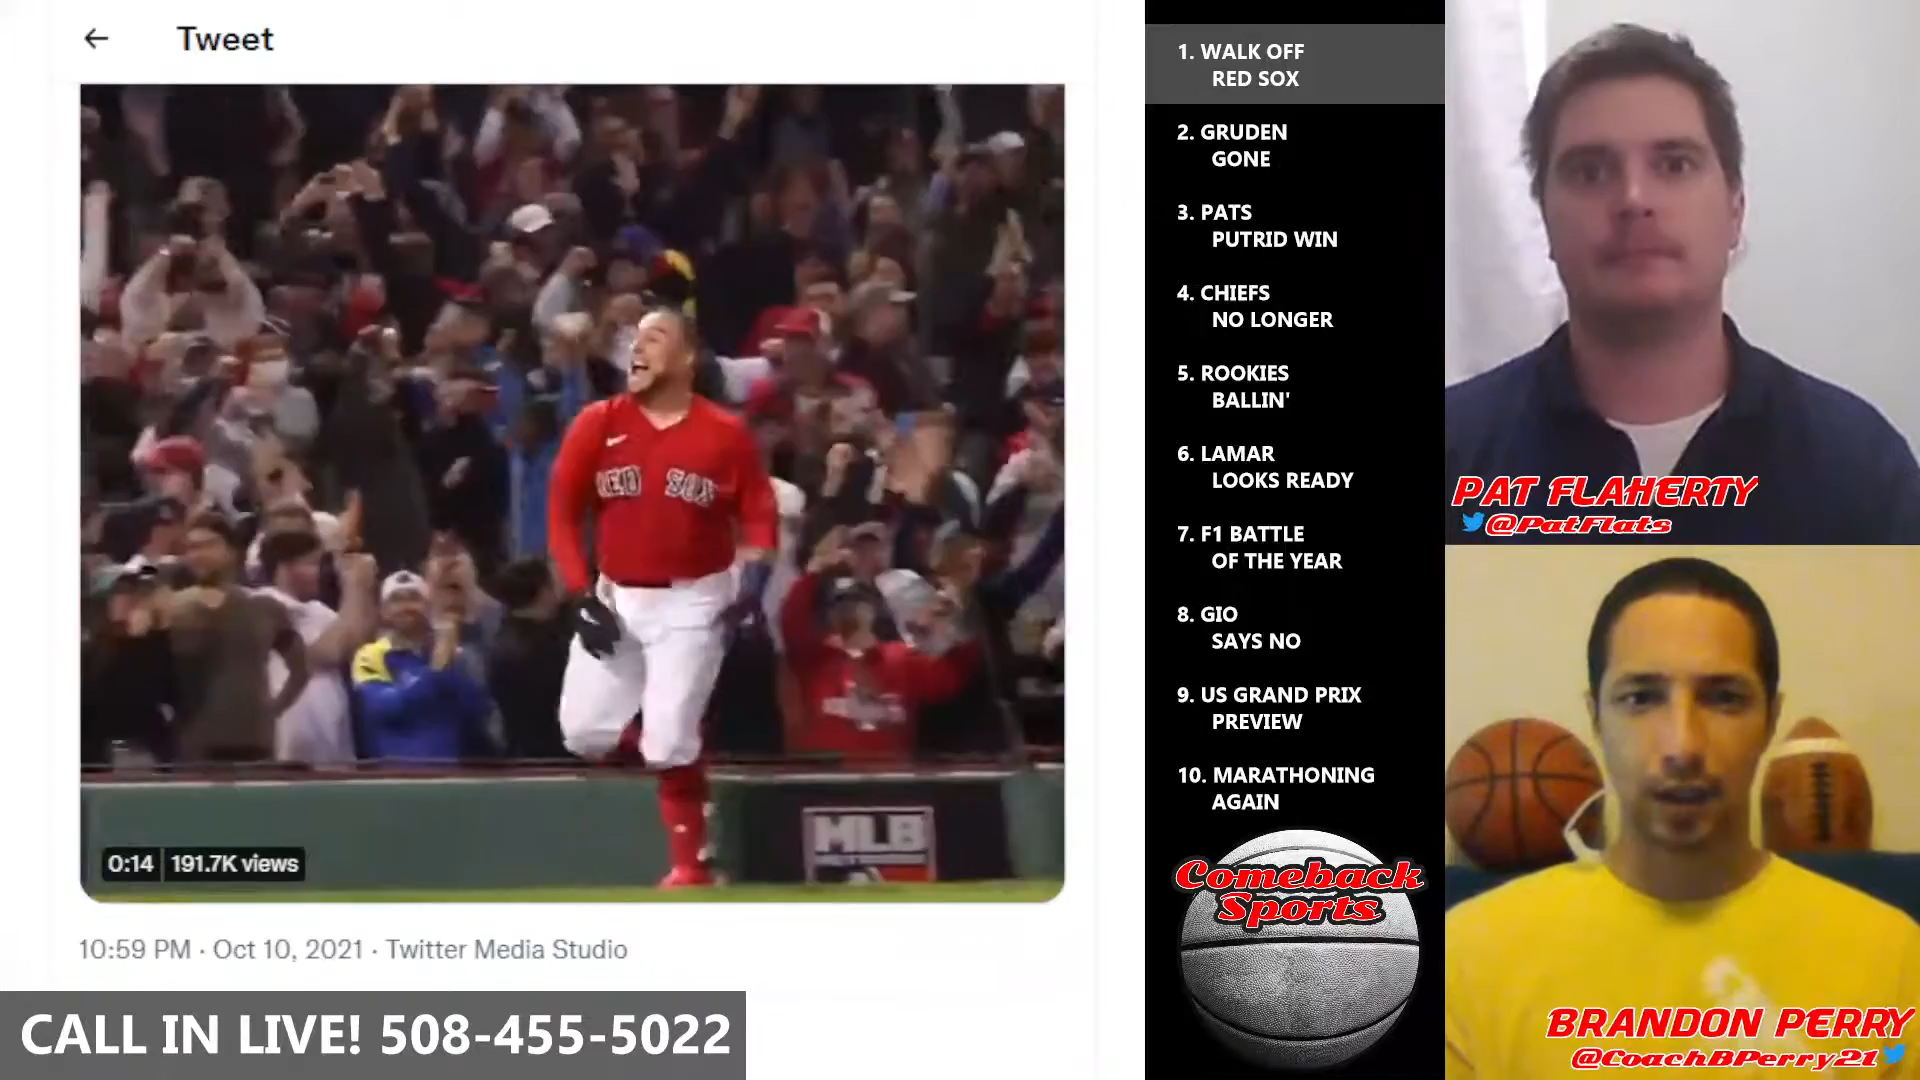 Tweet
RED SOX
MLB
0:14 191.7K views
10:59 PM · Oct 10, 2021 · Twitter Media Studio
CALL IN LIVE! 508-455-5022
1. WALK OFF
RED SOX
2. GRUDEN
GONE
3. PATS
PUTRID WIN
4. CHIEFS
NO LONGER
5. ROOKIES
BALLIN'
6. LAMAR
LOOKS READY
7. F1 BATTLE
OF THE YEAR
8. GIO
SAYS NO
9. US GRAND PRIX
PREVIEW
10. MARATHONING
AGAIN
Comeback
Sports
PAT FLAHERTY
@PatFlats
BRANDON PERRY
@CoachBPerry21